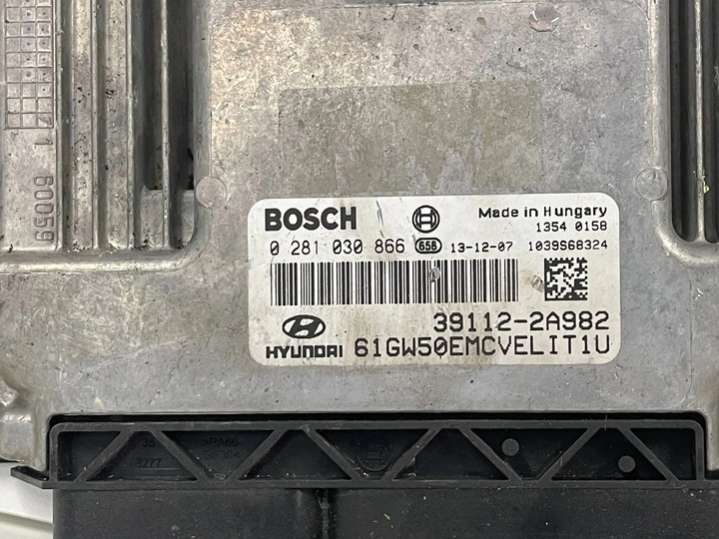 BOSCH
Made in Hungary
1354 0158
0 281 030 866 658 13-12-07 1039S68324
39112-2A982
HYUNDAI 61GW50EMCVELIT1U